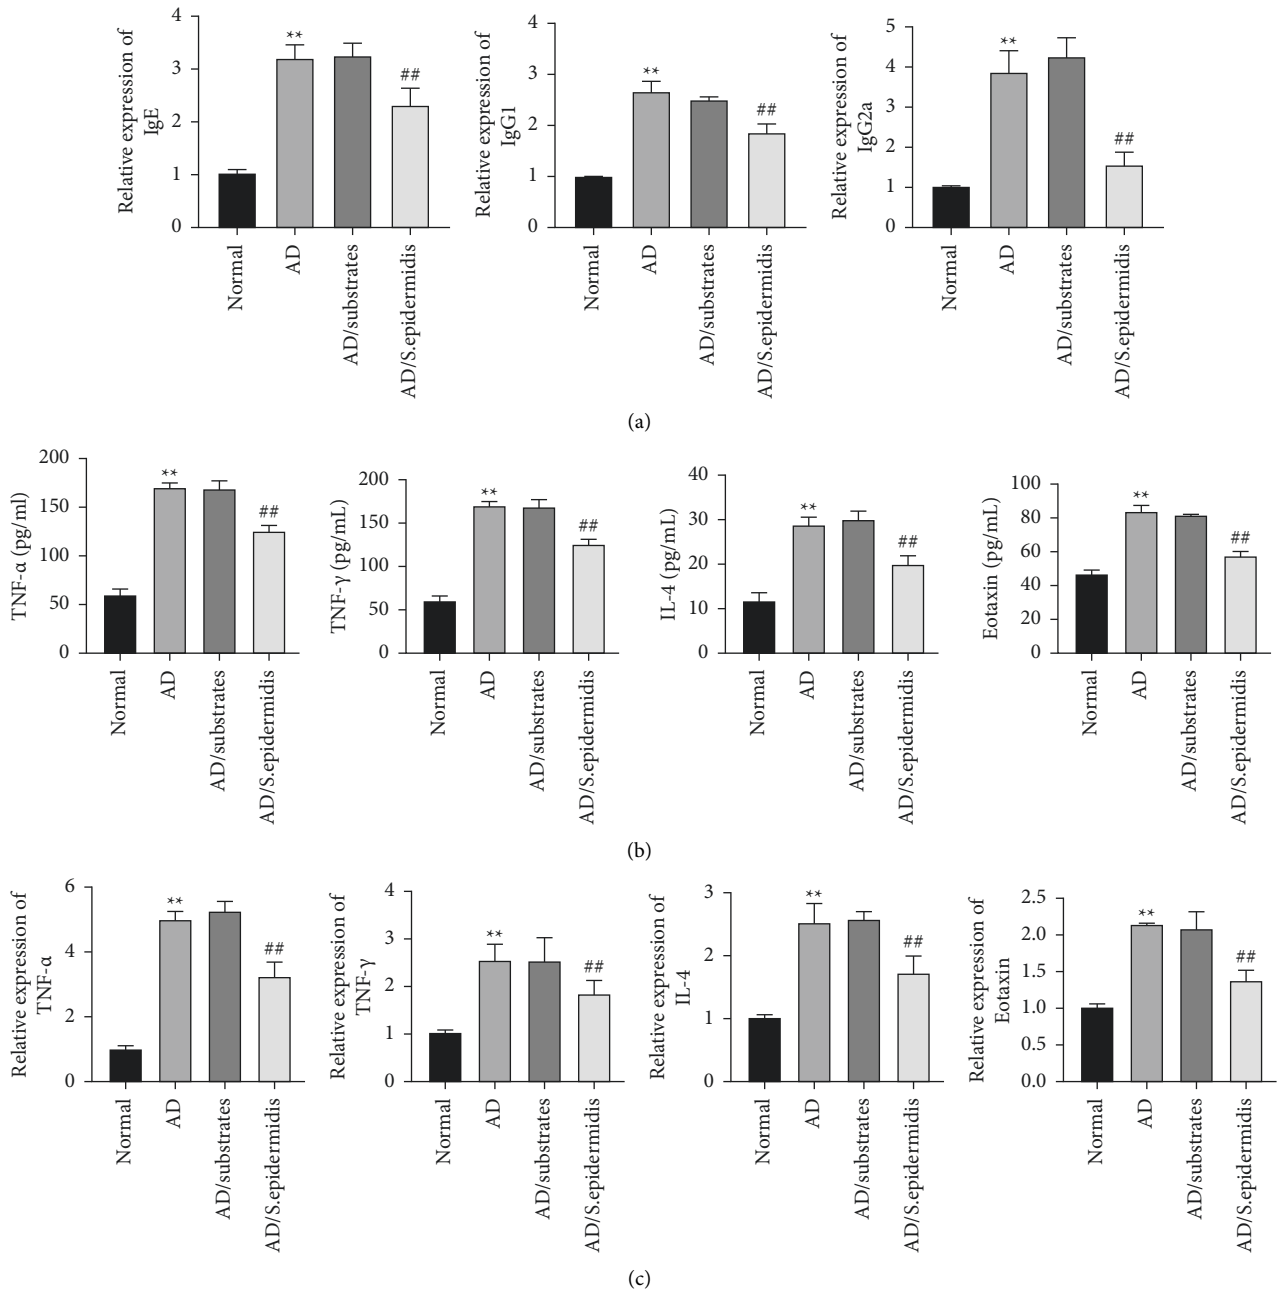 Relative expression of
IgE
4
3
2
1
0
**
##
Normal
AD
AD/substrates
AD/S.epidermidis
Relative expression of
IgG1
4
3
2
1
0
**
##
Normal
AD
AD/substrates
AD/S.epidermidis
Relative expression of
IgG2a
5
4
3
2
1
0
**
##
Normal
AD
AD/substrates
AD/S.epidermidis
(a)
TNF-α (pg/ml)
200
150
100
50
0
**
##
Normal
AD
AD/substrates
AD/S.epidermidis
TNF-γ (pg/mL)
200
150
100
50
0
**
##
Normal
AD
AD/substrates
AD/S.epidermidis
IL-4 (pg/mL)
40
30
20
10
0
**
##
Normal
AD
AD/substrates
AD/S.epidermidis
Eotaxin (pg/mL)
100
80
60
40
20
0
**
##
Normal
AD
AD/substrates
AD/S.epidermidis
(b)
Relative expression of
TNF-α
6
4
2
0
**
##
Normal
AD
AD/substrates
AD/S.epidermidis
Relative expression of
TNF-γ
4
3
2
1
0
**
##
Normal
AD
AD/substrates
AD/S.epidermidis
Relative expression of
IL-4
3
2
1
0
**
##
Normal
AD
AD/substrates
AD/S.epidermidis
Relative expression of
Eotaxin
2.5
2.0
1.5
1.0
0.5
0.0
**
##
Normal
AD
AD/substrates
AD/S.epidermidis
(c)